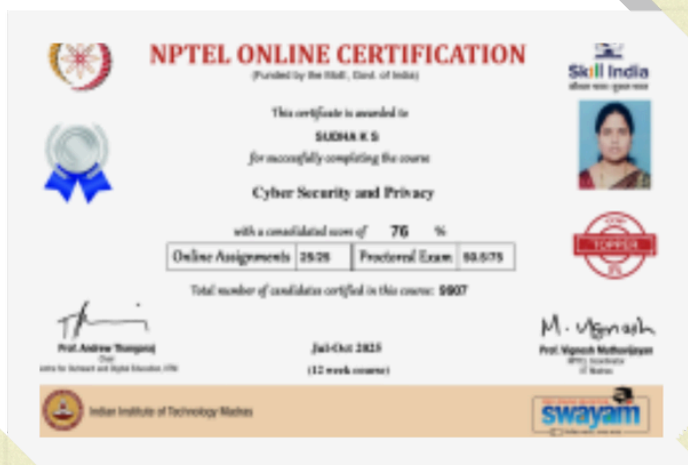 NPTEL ONLINE CERTIFICATION
(Funded by the MoE, Govt. of India)
Skill India
This certificate is awarded to
SUDHA K S
for successfully completing the course
Cyber Security and Privacy
with a consolidated score of 76 %
Online Assignments 25/25 Proctored Exam 50.5/75
TOPPER
Total number of candidates certified in this course: 9907
M. Vignesh
Prof. Andrew Thangaraj
Chair
Prof. Vignesh Muthuvijayan
NPTEL Coordinator
IIT Madras
Jul-Oct 2025
(12 week course)
Indian Institute of Technology Madras
swayam